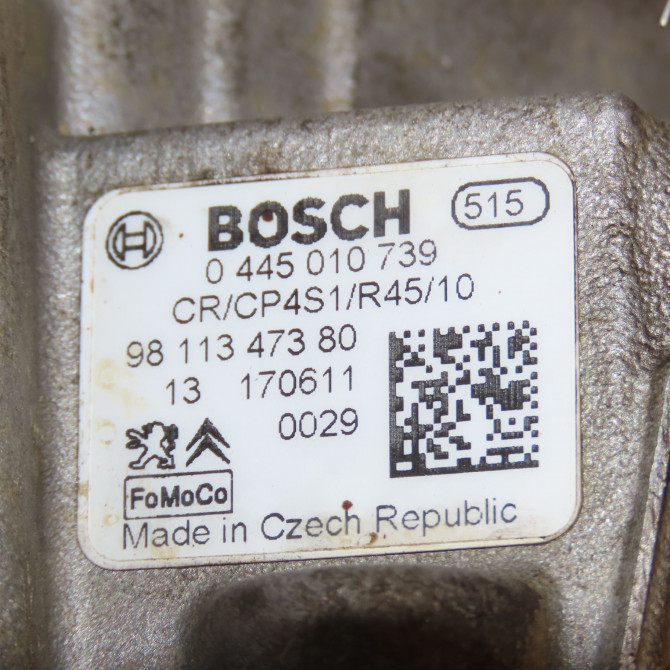 BOSCH 515
0 445 010 739
CR/CP4S1/R45/10
98 113 473 80
13 170611
0029
FoMoCo
Made in Czech Republic